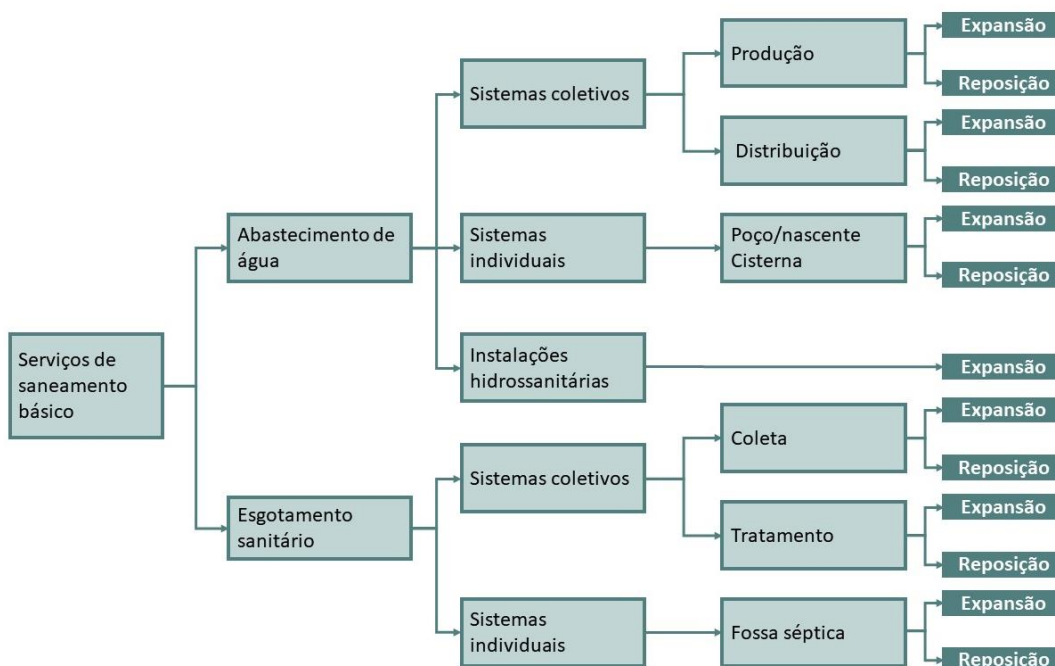 Serviços de
saneamento
básico
Abastecimento de
água
Sistemas coletivos
Produção
Expansão
Reposição
Distribuição
Expansão
Reposição
Sistemas
individuais
Poço/nascente
Cisterna
Expansão
Reposição
Instalações
hidrossanitárias
Expansão
Esgotamento
sanitário
Sistemas coletivos
Coleta
Expansão
Reposição
Tratamento
Expansão
Reposição
Sistemas
individuais
Fossa séptica
Expansão
Reposição